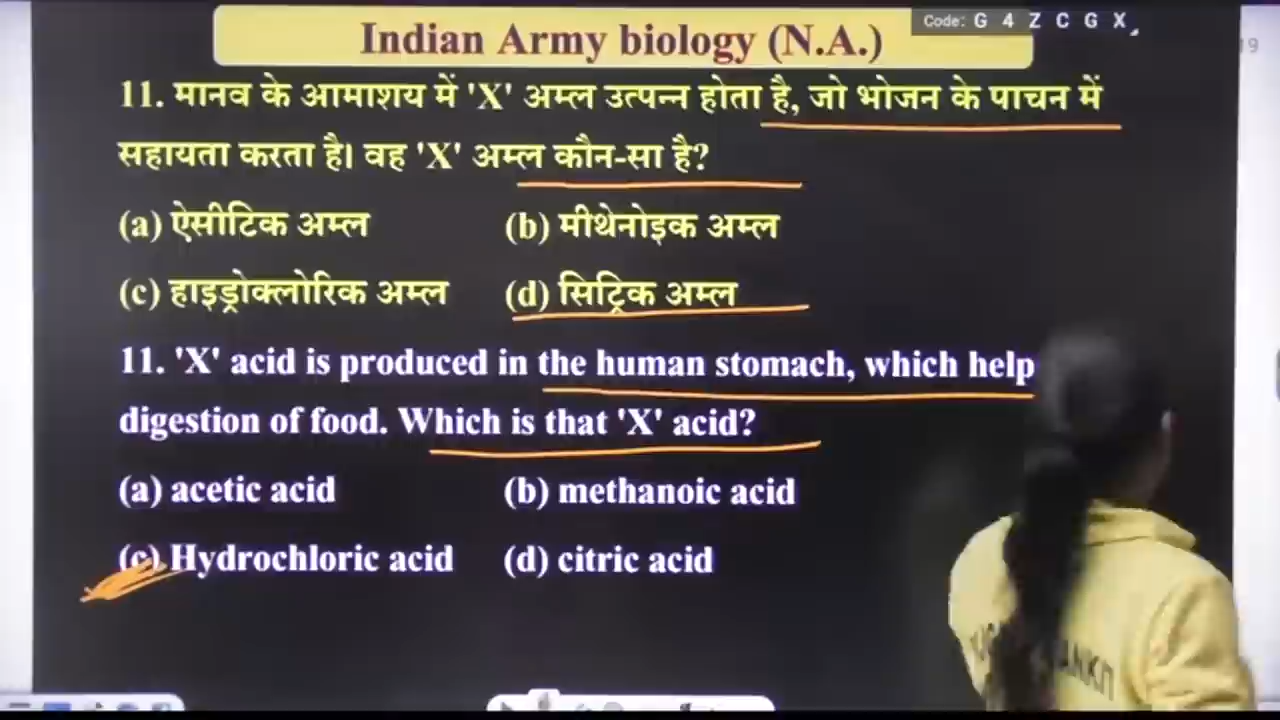 Indian Army biology (N.A.)
Code: G 4 Z C G X
19
11. मानव के आमाशय में 'X' अम्ल उत्पन्न होता है, जो भोजन के पाचन में
सहायता करता है। वह 'X' अम्ल कौन-सा है?
(a) ऐसीटिक अम्ल (b) मीथेनोइक अम्ल
(c) हाइड्रोक्लोरिक अम्ल (d) सिट्रिक अम्ल
11. 'X' acid is produced in the human stomach, which help
digestion of food. Which is that 'X' acid?
(a) acetic acid (b) methanoic acid
(c) Hydrochloric acid (d) citric acid